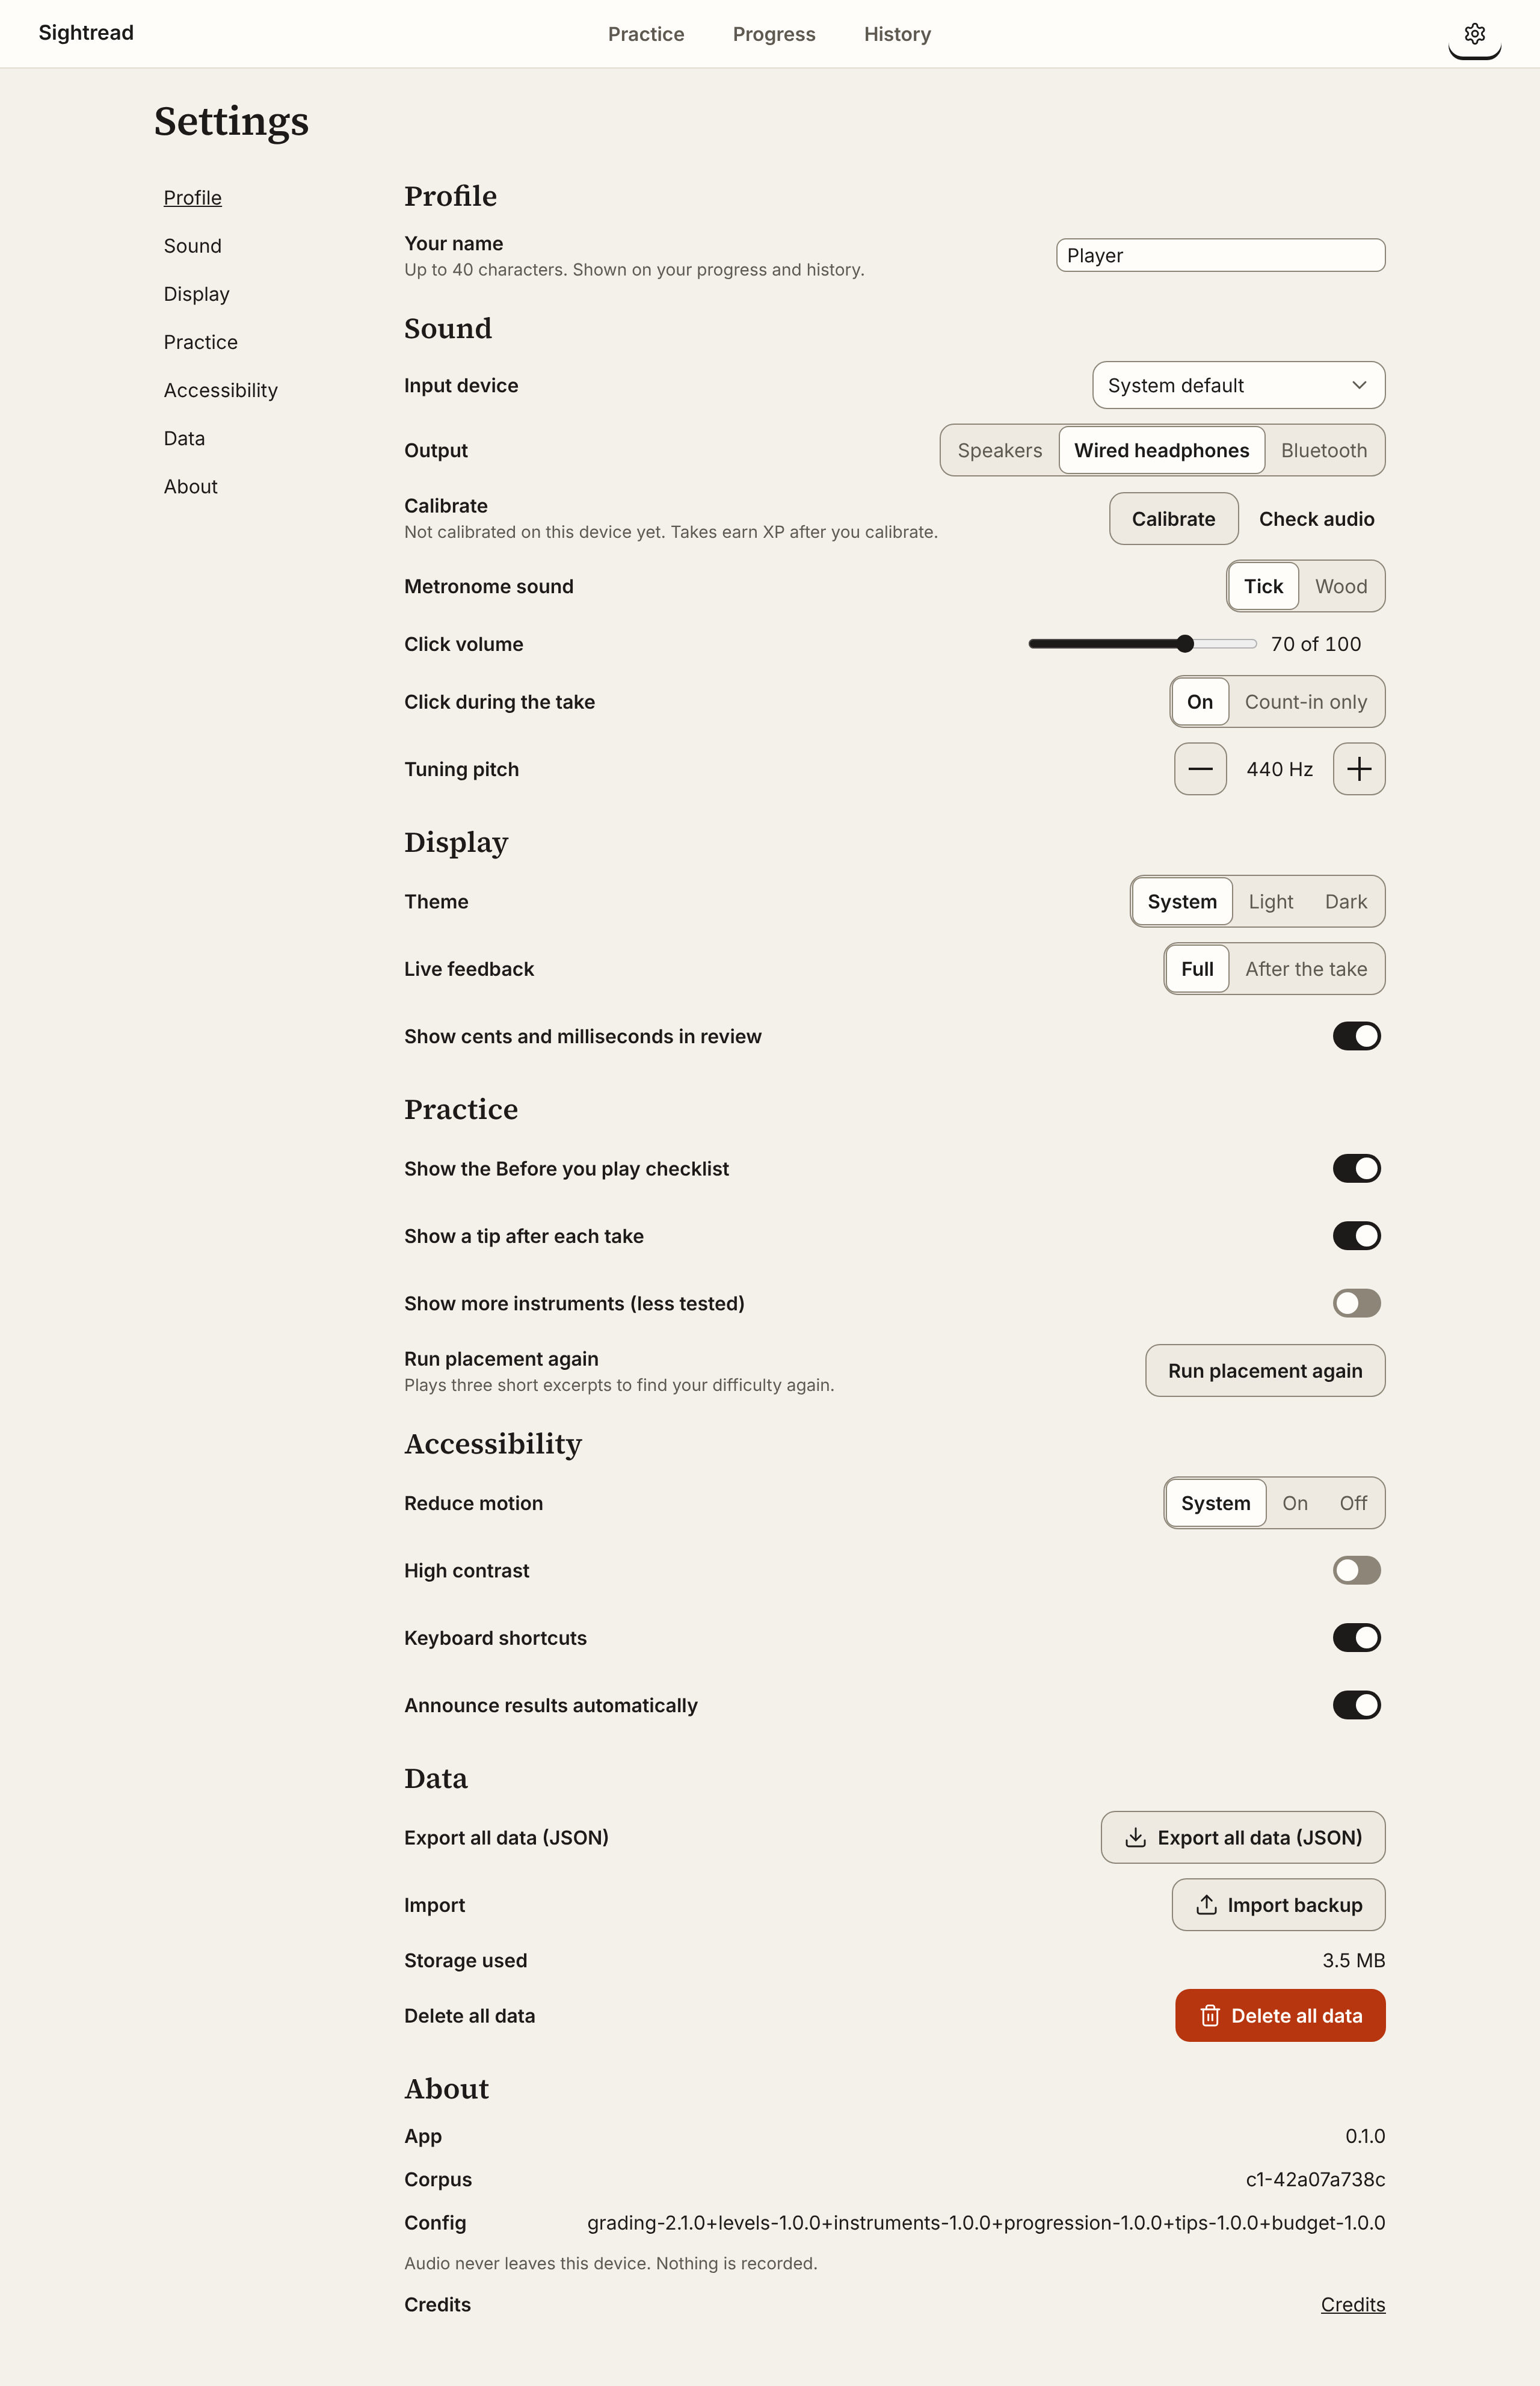 Sightread
Practice
Progress
History
Settings
Profile
Sound
Display
Practice
Accessibility
Data
About
Profile
Your name
Up to 40 characters. Shown on your progress and history.
Player
Sound
Input device
System default
Output
Speakers
Wired headphones
Bluetooth
Calibrate
Not calibrated on this device yet. Takes earn XP after you calibrate.
Calibrate
Check audio
Metronome sound
Tick
Wood
Click volume
70 of 100
Click during the take
On
Count-in only
Tuning pitch
440 Hz
Display
Theme
System
Light
Dark
Live feedback
Full
After the take
Show cents and milliseconds in review
Practice
Show the Before you play checklist
Show a tip after each take
Show more instruments (less tested)
Run placement again
Plays three short excerpts to find your difficulty again.
Run placement again
Accessibility
Reduce motion
System
On
Off
High contrast
Keyboard shortcuts
Announce results automatically
Data
Export all data (JSON)
Export all data (JSON)
Import
Import backup
Storage used
3.5 MB
Delete all data
Delete all data
About
App
0.1.0
Corpus
c1-42a07a738c
Config
grading-2.1.0+levels-1.0.0+instruments-1.0.0+progression-1.0.0+tips-1.0.0+budget-1.0.0
Audio never leaves this device. Nothing is recorded.
Credits
Credits